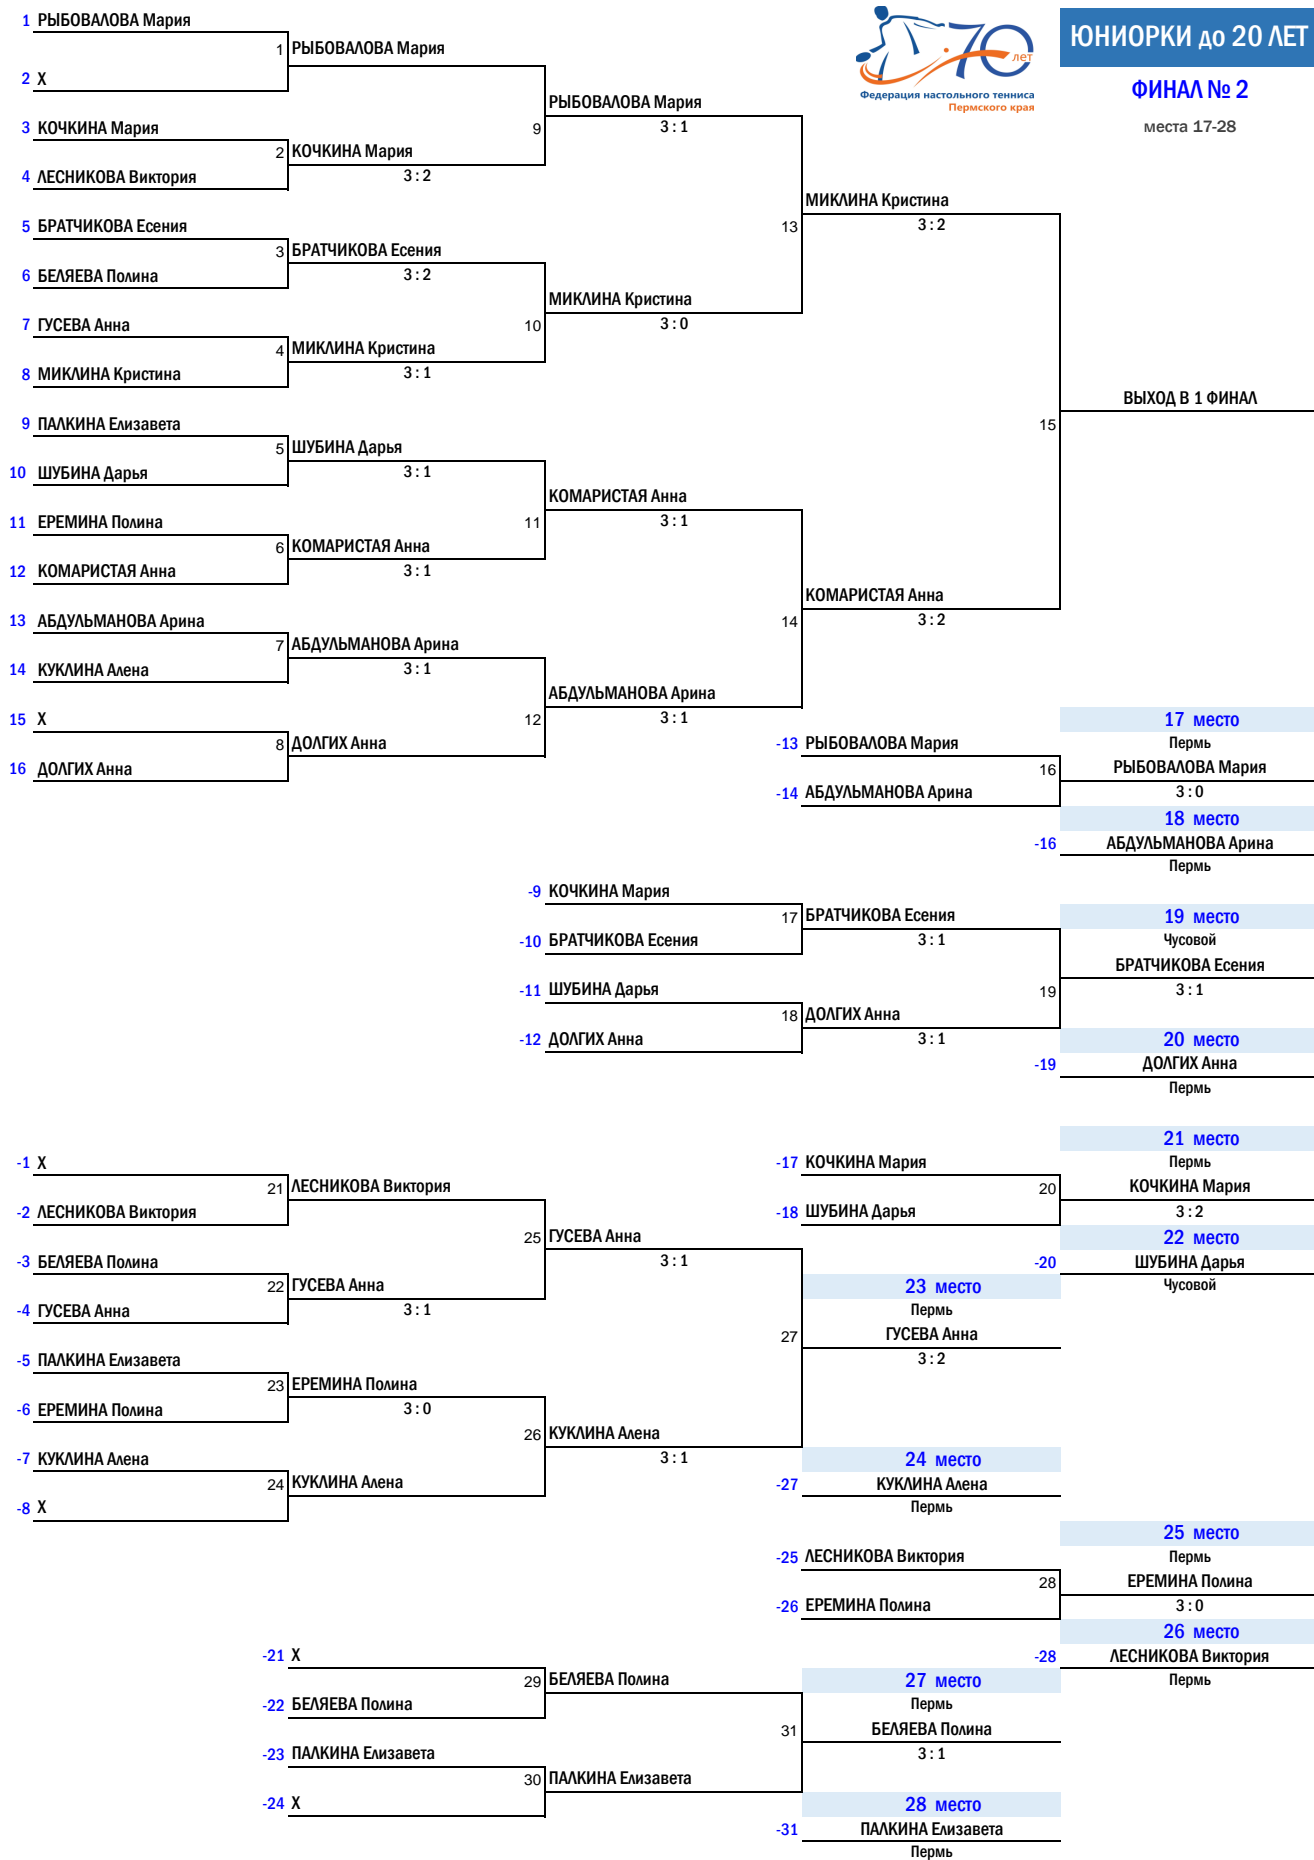 1 РЫБОВАЛОВА Мария
1 РЫБОВАЛОВА Мария
2 X
70 лет
Федерация настольного тенниса
Пермского края
ЮНИОРКИ до 20 ЛЕТ
ФИНАЛ № 2
места 17-28
9 РЫБОВАЛОВА Мария
3 : 1
3 КОЧКИНА Мария
2 КОЧКИНА Мария
3 : 2
4 ЛЕСНИКОВА Виктория
13 МИКЛИНА Кристина
3 : 2
5 БРАТЧИКОВА Есения
3 БРАТЧИКОВА Есения
3 : 2
6 БЕЛЯЕВА Полина
10 МИКЛИНА Кристина
3 : 0
7 ГУСЕВА Анна
4 МИКЛИНА Кристина
3 : 1
8 МИКЛИНА Кристина
15 ВЫХОД В 1 ФИНАЛ
9 ПАЛКИНА Елизавета
5 ШУБИНА Дарья
3 : 1
10 ШУБИНА Дарья
11 КОМАРИСТАЯ Анна
3 : 1
11 ЕРЕМИНА Полина
6 КОМАРИСТАЯ Анна
3 : 1
12 КОМАРИСТАЯ Анна
14 КОМАРИСТАЯ Анна
3 : 2
13 АБДУЛЬМАНОВА Арина
7 АБДУЛЬМАНОВА Арина
3 : 1
14 КУКЛИНА Алена
12 АБДУЛЬМАНОВА Арина
3 : 1
15 X
8 ДОЛГИХ Анна
16 ДОЛГИХ Анна
17 место
Пермь
-13 РЫБОВАЛОВА Мария
16 РЫБОВАЛОВА Мария
3 : 0
-14 АБДУЛЬМАНОВА Арина
18 место
-16 АБДУЛЬМАНОВА Арина
Пермь
-9 КОЧКИНА Мария
17 БРАТЧИКОВА Есения
3 : 1
-10 БРАТЧИКОВА Есения
19 место
Чусовой
19 БРАТЧИКОВА Есения
3 : 1
-11 ШУБИНА Дарья
18 ДОЛГИХ Анна
3 : 1
-12 ДОЛГИХ Анна
20 место
-19 ДОЛГИХ Анна
Пермь
21 место
Пермь
-1 X
21 ЛЕСНИКОВА Виктория
-2 ЛЕСНИКОВА Виктория
-17 КОЧКИНА Мария
20 КОЧКИНА Мария
3 : 2
-18 ШУБИНА Дарья
22 место
-20 ШУБИНА Дарья
Чусовой
25 ГУСЕВА Анна
3 : 1
-3 БЕЛЯЕВА Полина
22 ГУСЕВА Анна
3 : 1
-4 ГУСЕВА Анна
23 место
Пермь
27 ГУСЕВА Анна
3 : 2
-5 ПАЛКИНА Елизавета
23 ЕРЕМИНА Полина
3 : 0
-6 ЕРЕМИНА Полина
26 КУКЛИНА Алена
3 : 1
-7 КУКЛИНА Алена
24 КУКЛИНА Алена
-8 X
24 место
-27 КУКЛИНА Алена
Пермь
25 место
Пермь
-25 ЛЕСНИКОВА Виктория
28 ЕРЕМИНА Полина
3 : 0
-26 ЕРЕМИНА Полина
26 место
-28 ЛЕСНИКОВА Виктория
Пермь
-21 X
29 БЕЛЯЕВА Полина
-22 БЕЛЯЕВА Полина
27 место
Пермь
31 БЕЛЯЕВА Полина
3 : 1
-23 ПАЛКИНА Елизавета
30 ПАЛКИНА Елизавета
-24 X
28 место
-31 ПАЛКИНА Елизавета
Пермь